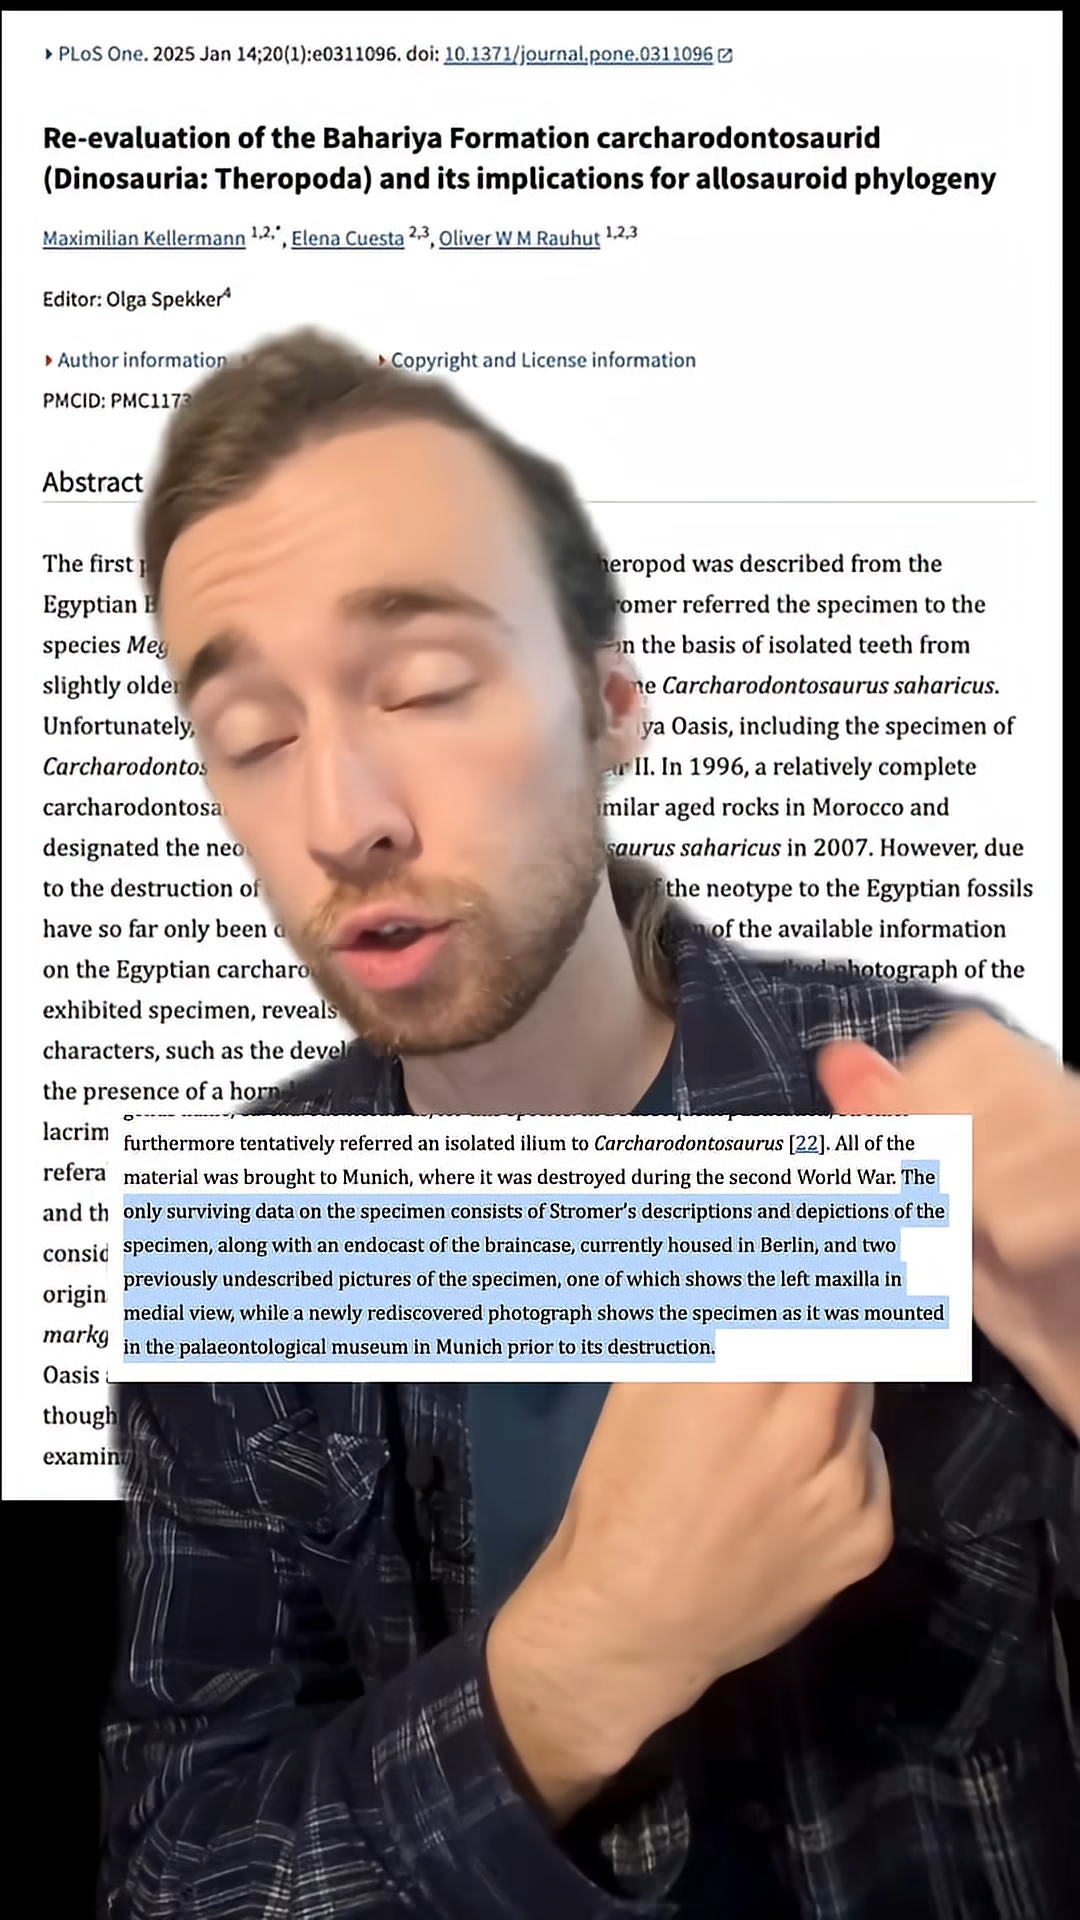 PLoS One. 2025 Jan 14;20(1):e0311096. doi: 10.1371/journal.pone.0311096
Re-evaluation of the Bahariya Formation carcharodontosaurid
(Dinosauria: Theropoda) and its implications for allosauroid phylogeny
Maximilian Kellermann 1,2,*, Elena Cuesta 2,3, Oliver W M Rauhut 1,2,3
Editor: Olga Spekker4
Author information Copyright and License information
PMCID: PMC1173
Abstract
The first heropod was described from the
Egyptian romer referred the specimen to the
species Meg on the basis of isolated teeth from
slightly older Carcharodontosaurus saharicus.
Unfortunately, ya Oasis, including the specimen of
Carcharodontos II. In 1996, a relatively complete
carcharodontosa milar aged rocks in Morocco and
designated the neo saurus saharicus in 2007. However, due
to the destruction of of the neotype to the Egyptian fossils
have so far only been of the available information
on the Egyptian carcharo photograph of the
exhibited specimen, reveals
characters, such as the devel
the presence of a horn
lacrim
refera
and th
consid
origin
markg
Oasis
though
examin
furthermore tentatively referred an isolated ilium to Carcharodontosaurus [22]. All of the
material was brought to Munich, where it was destroyed during the second World War. The
only surviving data on the specimen consists of Stromer's descriptions and depictions of the
specimen, along with an endocast of the braincase, currently housed in Berlin, and two
previously undescribed pictures of the specimen, one of which shows the left maxilla in
medial view, while a newly rediscovered photograph shows the specimen as it was mounted
in the palaeontological museum in Munich prior to its destruction.